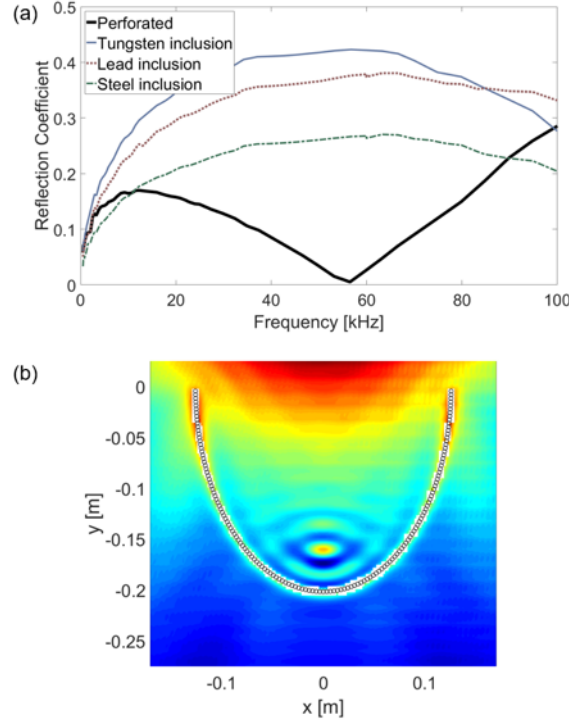 (a)
0.5
0.4
0.3
0.2
0.1
0
Reflection Coefficient
Perforated
Tungsten inclusion
Lead inclusion
Steel inclusion
0 20 40 60 80 100
Frequency [kHz]
(b)
0
-0.05
-0.1
-0.15
-0.2
-0.25
y [m]
-0.1 0 0.1
x [m]